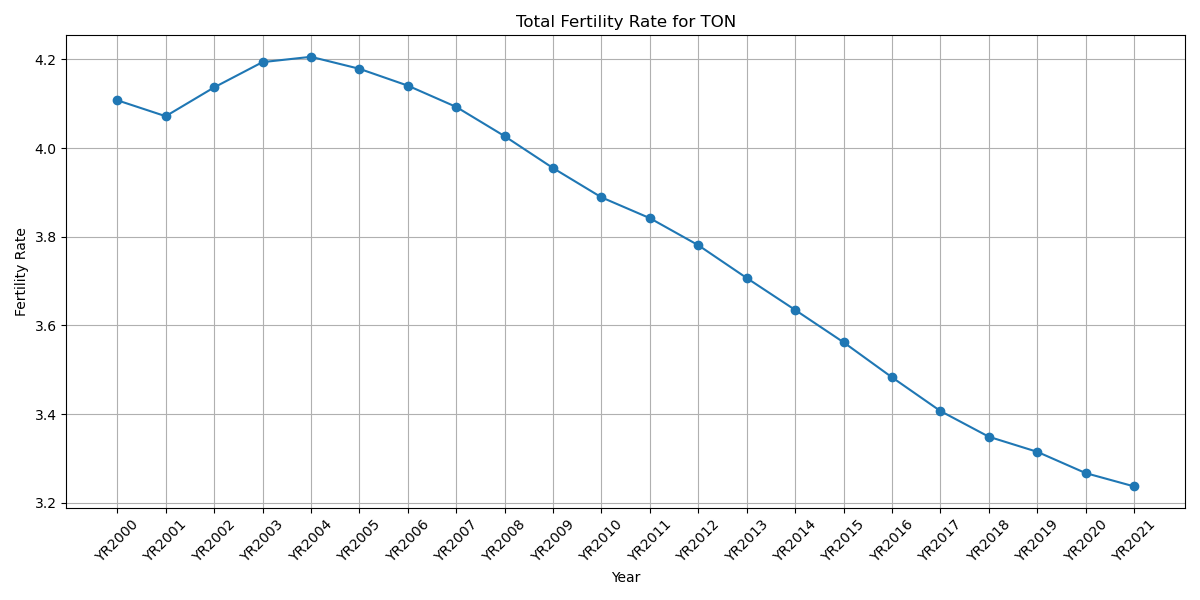 Total Fertility Rate for TON
Fertility Rate
4.2
4.0
3.8
3.6
3.4
3.2
YR2000
YR2001
YR2002
YR2003
YR2004
YR2005
YR2006
YR2007
YR2008
YR2009
YR2010
YR2011
YR2012
YR2013
YR2014
YR2015
YR2016
YR2017
YR2018
YR2019
YR2020
YR2021
Year